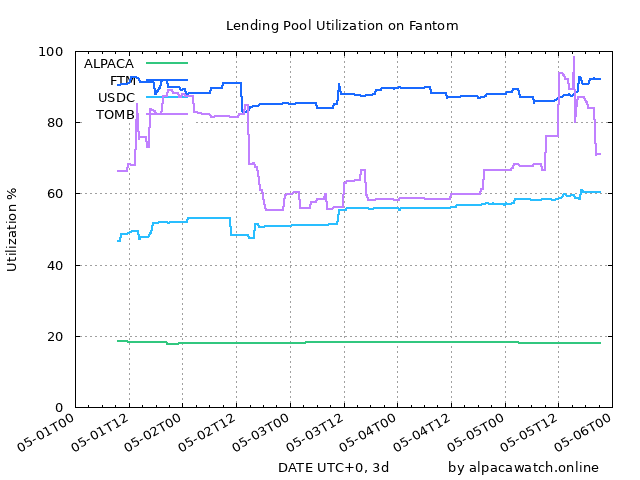 Lending Pool Utilization on Fantom
Utilization %
100
80
60
40
20
0
ALPACA
FTM
USDC
TOMB
05-01T00
05-01T12
05-02T00
05-02T12
05-03T00
05-03T12
05-04T00
05-04T12
05-05T00
05-05T12
05-06T00
DATE UTC+0, 3d
by alpacawatch.online